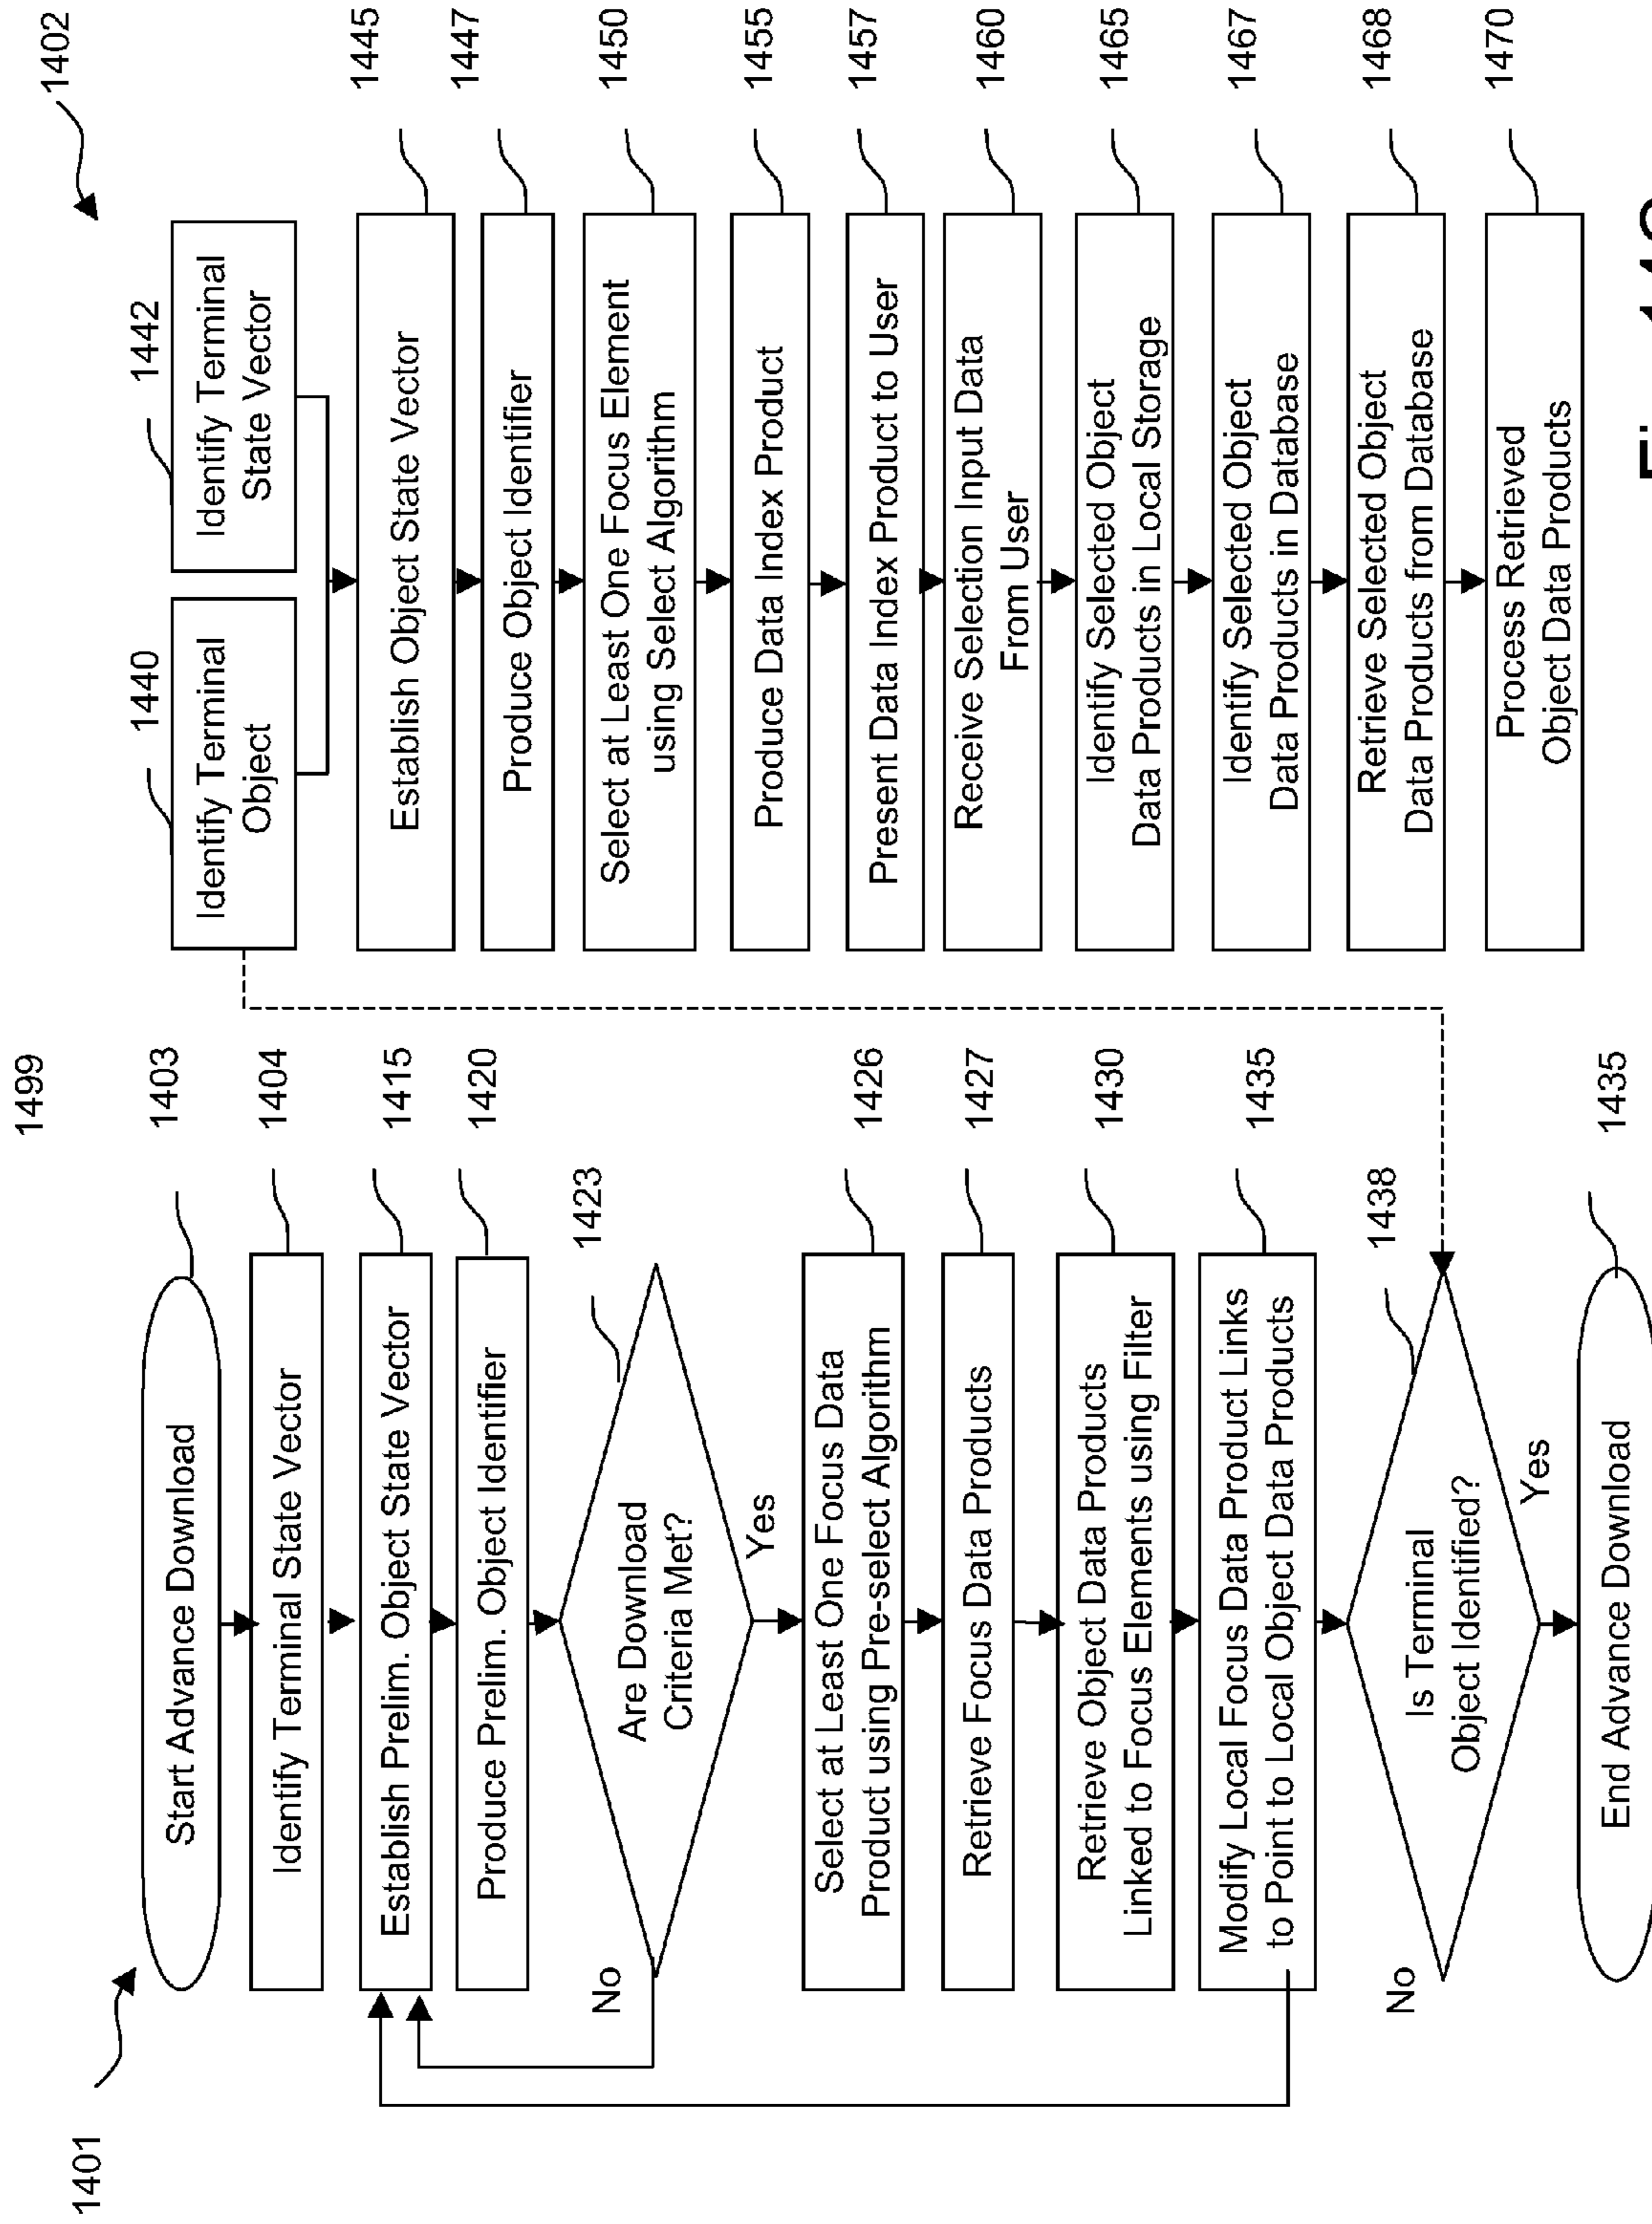 1499
1401
Start Advance Download
1403
Identify Terminal State Vector
1404
Establish Prelim. Object State Vector
1415
Produce Prelim. Object Identifier
1420
Are Download
Criteria Met?
1423
No
Yes
Select at Least One Focus Data
Product using Pre-select Algorithm
1426
Retrieve Focus Data Products
1427
Retrieve Object Data Products
Linked to Focus Elements using Filter
1430
Modify Local Focus Data Product Links
to Point to Local Object Data Products
1435
Is Terminal
Object Identified?
1438
No
Yes
End Advance Download
1435
1402
Identify Terminal
Object
1440
Identify Terminal
State Vector
1442
Establish Object State Vector
1445
Produce Object Identifier
1447
Select at Least One Focus Element
using Select Algorithm
1450
Produce Data Index Product
1455
Present Data Index Product to User
1457
Receive Selection Input Data
From User
1460
Identify Selected Object
Data Products in Local Storage
1465
Identify Selected Object
Data Products in Database
1467
Retrieve Selected Object
Data Products from Database
1468
Process Retrieved
Object Data Products
1470